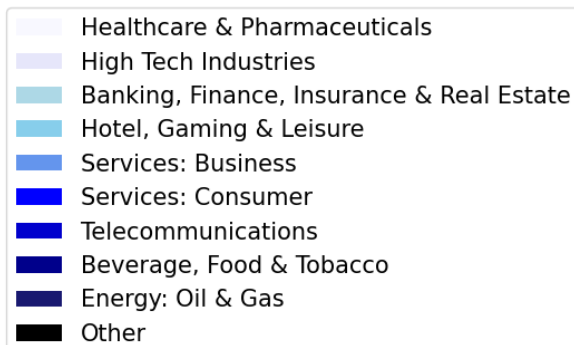 Healthcare & Pharmaceuticals
High Tech Industries
Banking, Finance, Insurance & Real Estate
Hotel, Gaming & Leisure
Services: Business
Services: Consumer
Telecommunications
Beverage, Food & Tobacco
Energy: Oil & Gas
Other